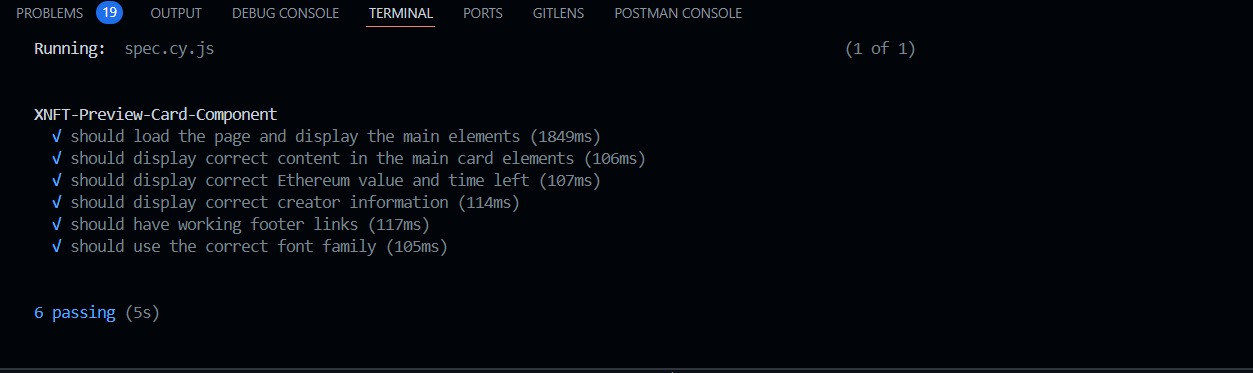 PROBLEMS 19 OUTPUT DEBUG CONSOLE TERMINAL PORTS GITLENS POSTMAN CONSOLE
Running: spec.cy.js (1 of 1)
XNFT-Preview-Card-Component
√ should load the page and display the main elements (1849ms)
√ should display correct content in the main card elements (106ms)
√ should display correct Ethereum value and time left (107ms)
√ should display correct creator information (114ms)
√ should have working footer links (117ms)
√ should use the correct font family (105ms)
6 passing (5s)